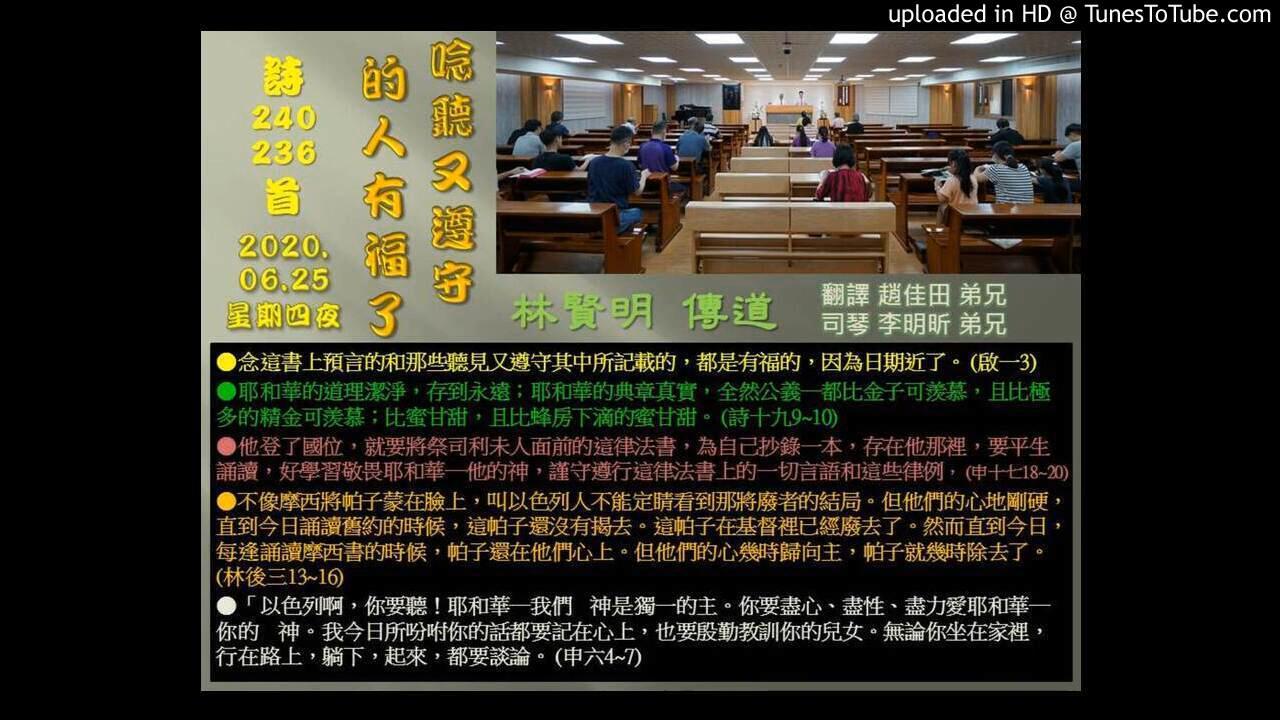 uploaded in HD @ TunesToTube.com
唸聽又遵守
的人有福了
詩
240
236
首
2020.
06.25
星期四夜
林賢明 傳道
翻譯 趙佳田 弟兄
司琴 李明昕 弟兄
●念這書上預言的和那些聽見又遵守其中所記載的，都是有福的，因為日期近了。(啟一3)
●耶和華的道理潔淨，存到永遠；耶和華的典章真實，全然公義—都比金子可羨慕，且比極
多的精金可羨慕；比蜜甘甜，且比蜂房下滴的蜜甘甜。(詩十九9~10)
●他登了國位，就要將祭司利未人面前的這律法書，為自己抄錄一本，存在他那裡，要平生
誦讀，好學習敬畏耶和華—他的神，謹守遵行這律法書上的一切言語和這些律例，(申十七18~20)
●不像摩西將帕子蒙在臉上，叫以色列人不能定睛看到那將廢者的結局。但他們的心地剛硬，
直到今日誦讀舊約的時候，這帕子還沒有揭去。這帕子在基督裡已經廢去了。然而直到今日，
每逢誦讀摩西書的時候，帕子還在他們心上。但他們的心幾時歸向主，帕子就幾時除去了。
(林後三13~16)
●「以色列啊，你要聽！耶和華—我們　神是獨一的主。你要盡心、盡性、盡力愛耶和華—
你的　神。我今日所吩咐你的話都要記在心上，也要殷勤教訓你的兒女。無論你坐在家裡，
行在路上，躺下，起來，都要談論。(申六4~7)